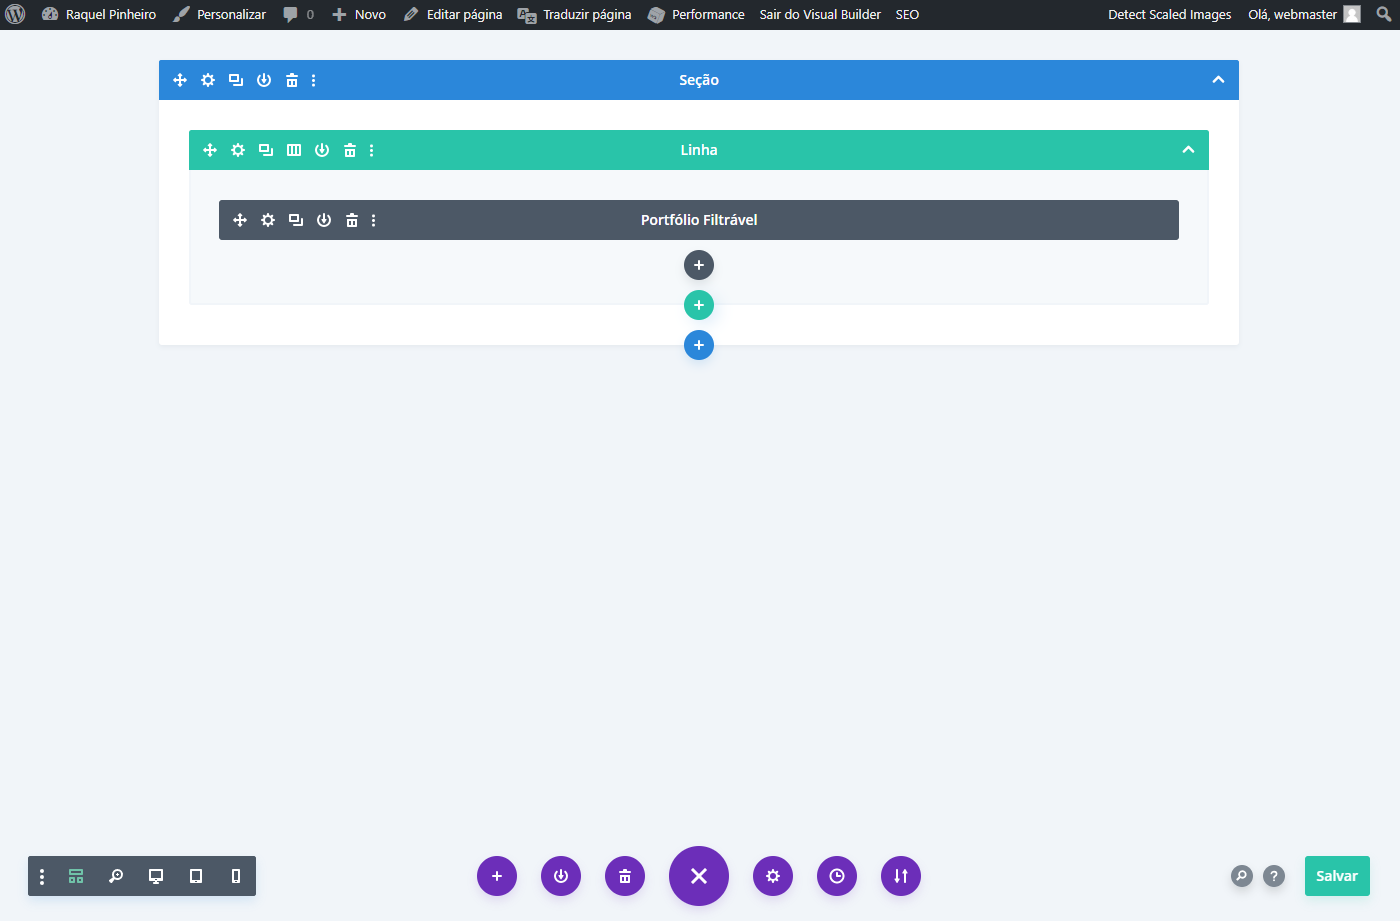 Raquel Pinheiro Personalizar 0 Novo Editar página Traduzir página Performance Sair do Visual Builder SEO Detect Scaled Images Olá, webmaster
Seção
Linha
Portfólio Filtrável
Salvar